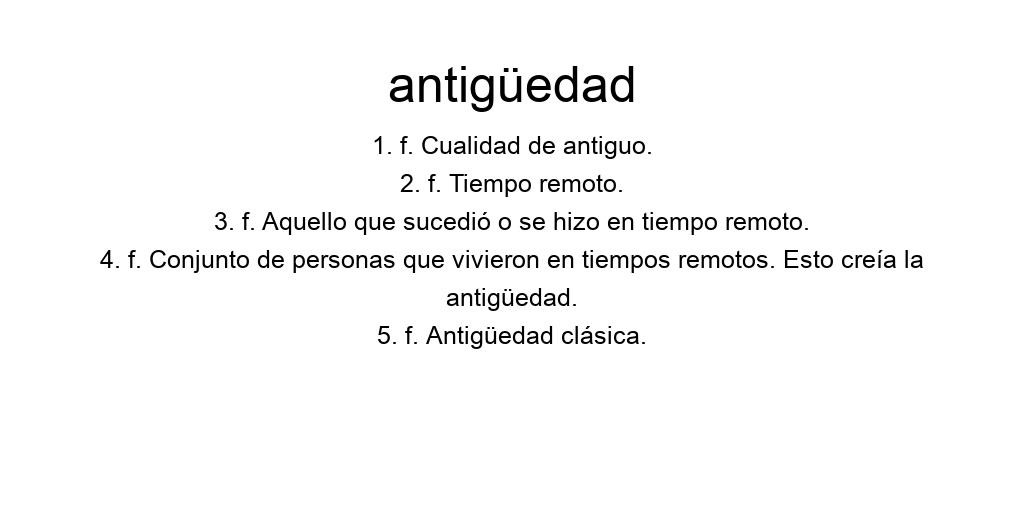 antigüedad
1. f. Cualidad de antiguo.
2. f. Tiempo remoto.
3. f. Aquello que sucedió o se hizo en tiempo remoto.
4. f. Conjunto de personas que vivieron en tiempos remotos. Esto creía la
antigüedad.
5. f. Antigüedad clásica.